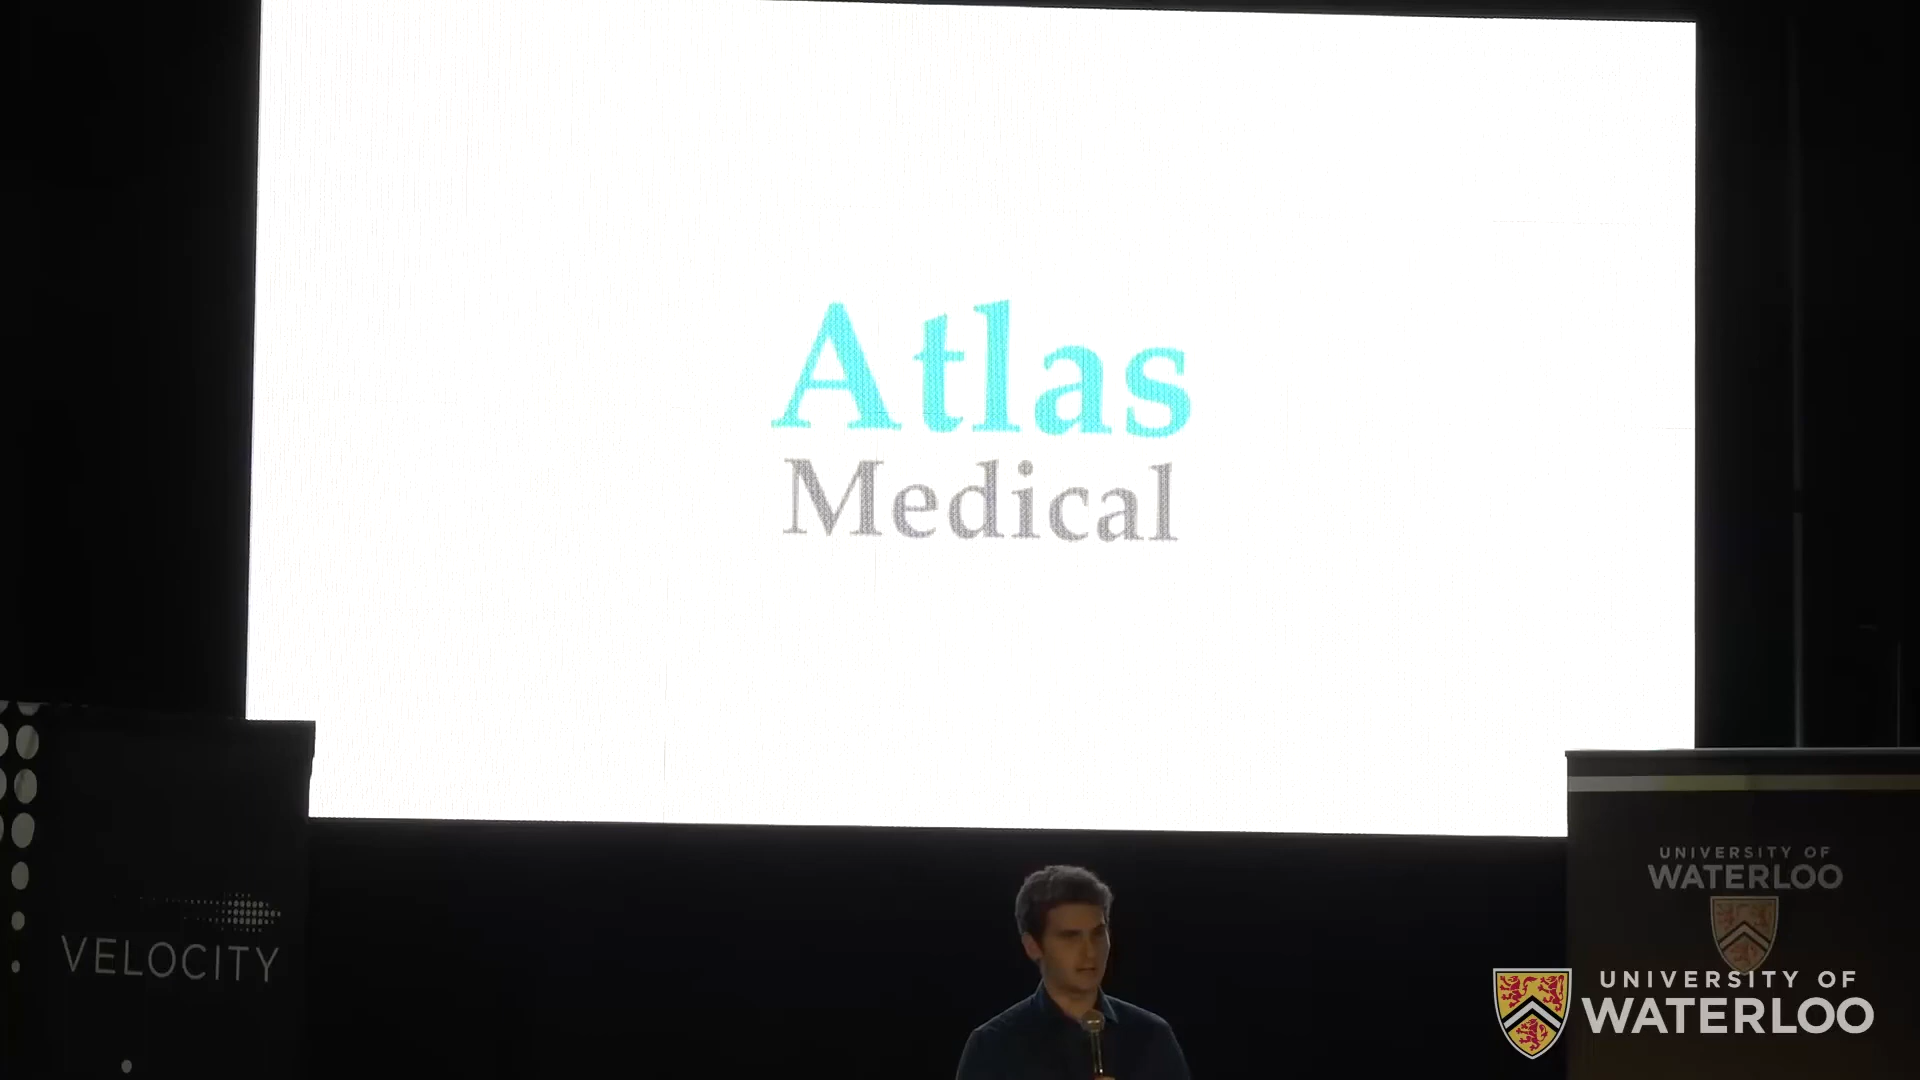 Atlas
Medical
VELOCITY
UNIVERSITY OF
WATERLOO
UNIVERSITY OF
WATERLOO